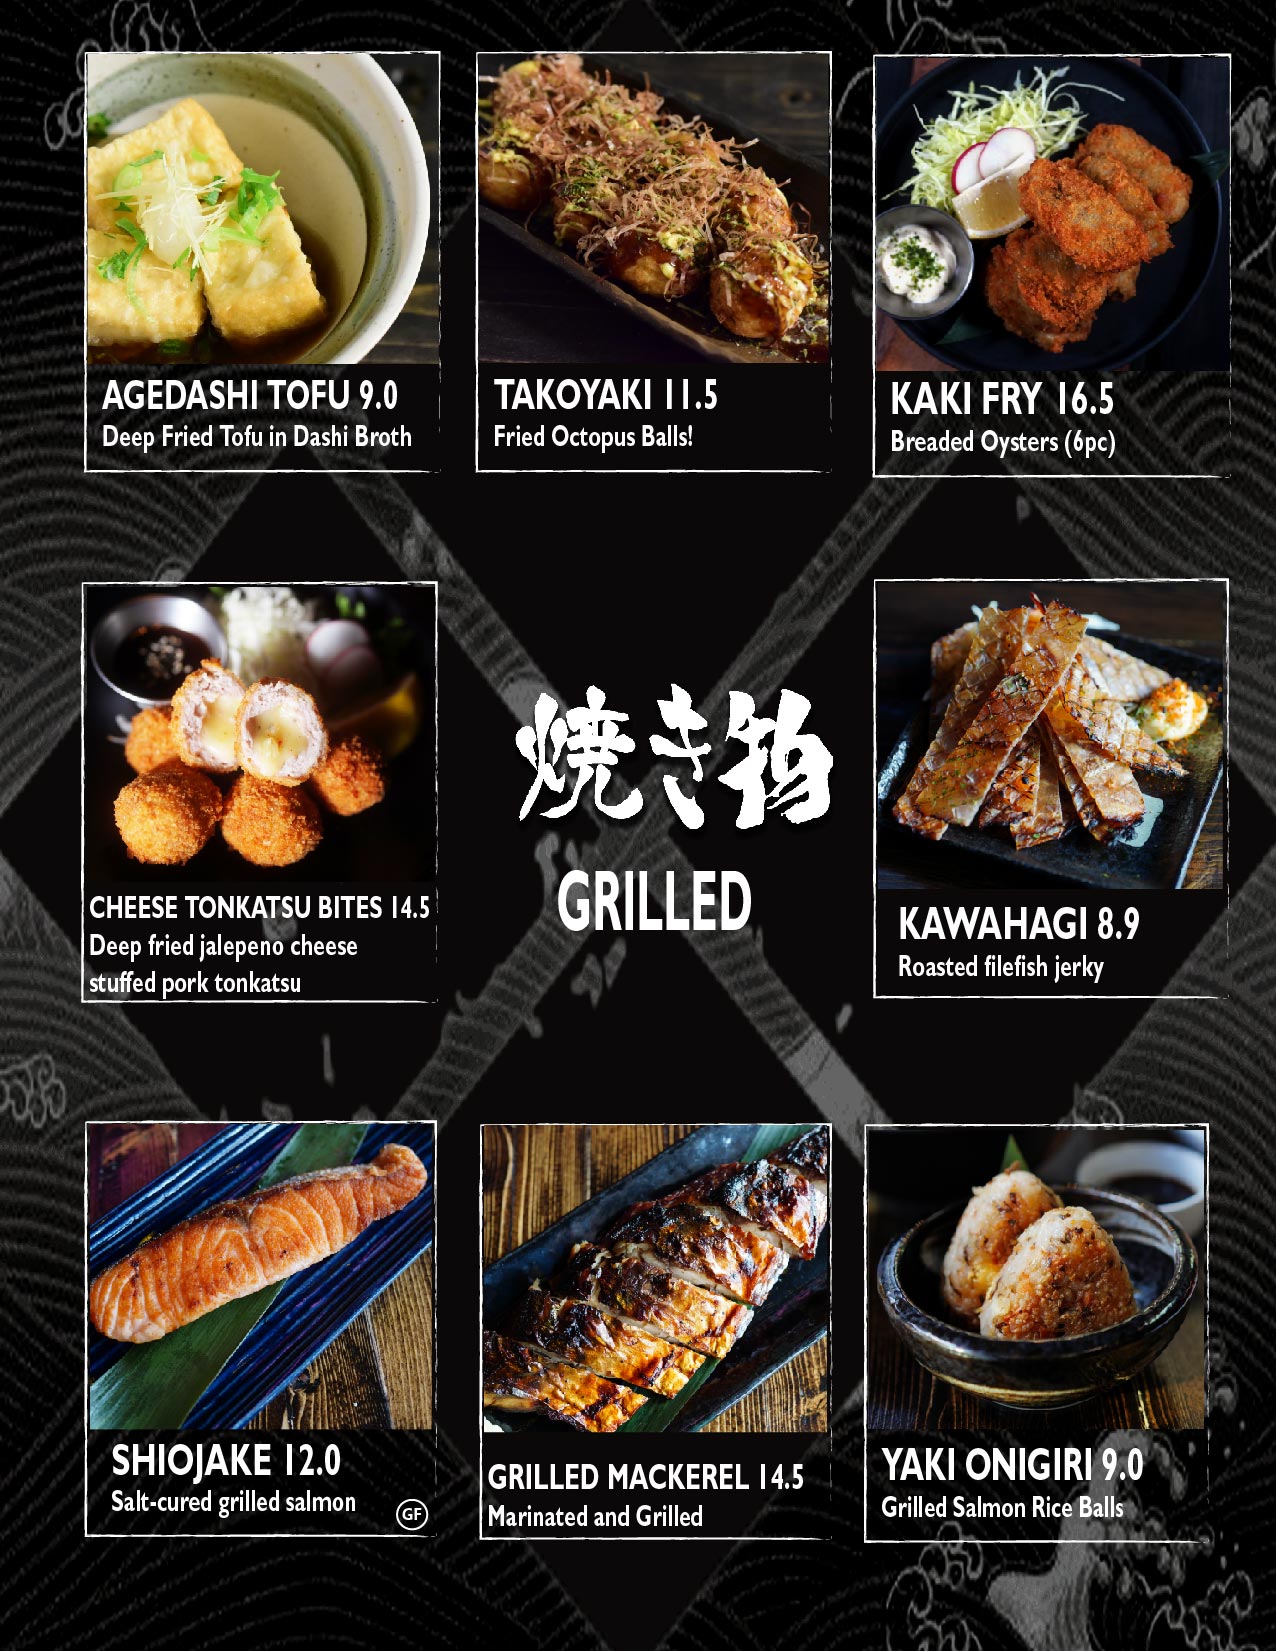 AGEDASHI TOFU 9.0
Deep Fried Tofu in Dashi Broth
TAKOYAKI 11.5
Fried Octopus Balls!
KAKI FRY 16.5
Breaded Oysters (6pc)
CHEESE TONKATSU BITES 14.5
Deep fried jalepeno cheese
stuffed pork tonkatsu
焼き物
GRILLED
KAWAHAGI 8.9
Roasted filefish jerky
SHIOJAKE 12.0
Salt-cured grilled salmon
GF
GRILLED MACKEREL 14.5
Marinated and Grilled
YAKI ONIGIRI 9.0
Grilled Salmon Rice Balls